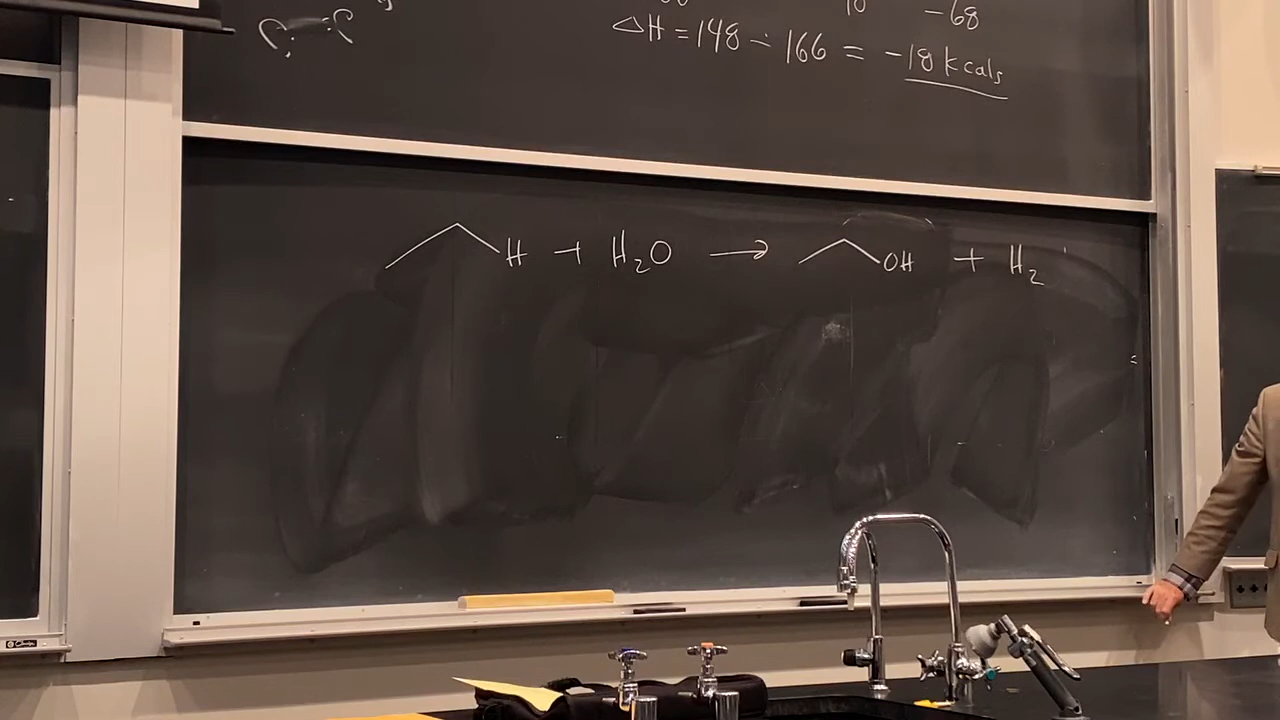 -68
ΔH = 148 - 166 = -18 kcals
H + H₂O → OH + H₂